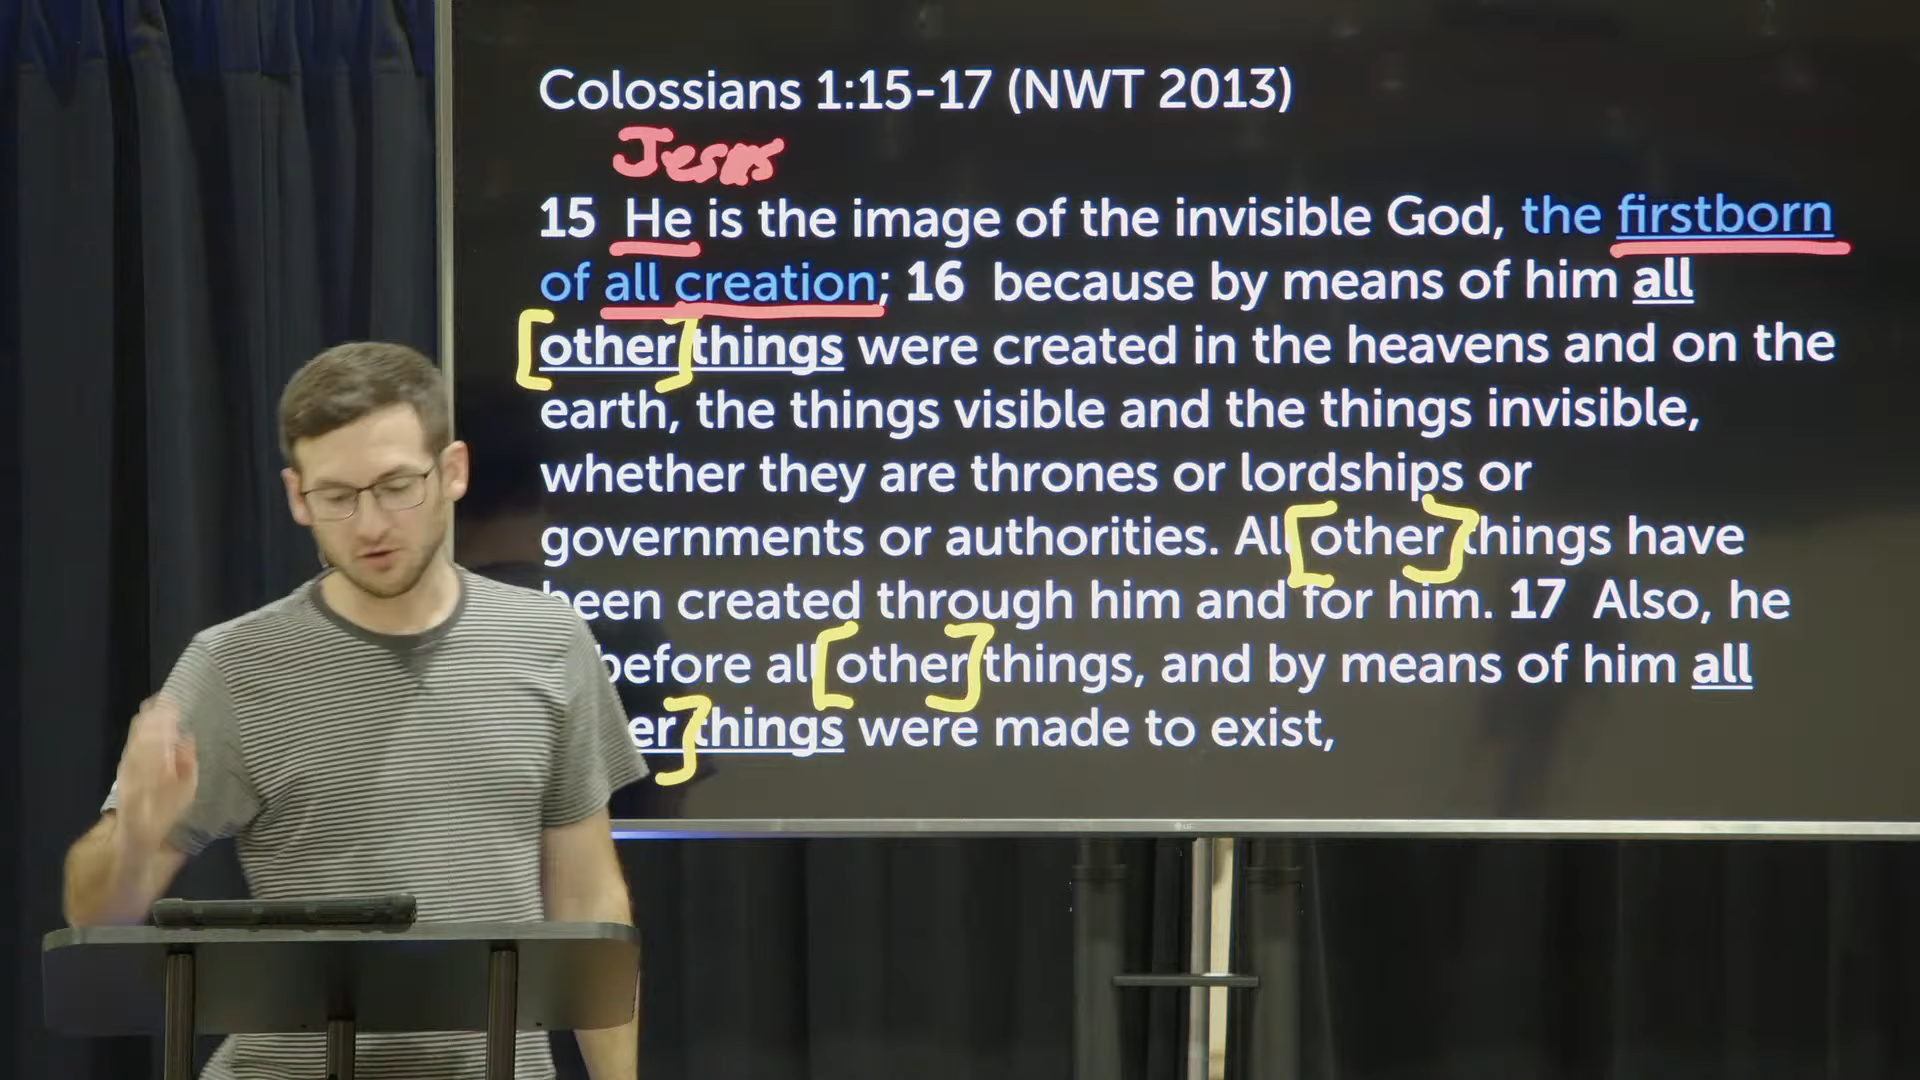 Colossians 1:15-17 (NWT 2013)
Jesus
15 He is the image of the invisible God, the firstborn
of all creation; 16 because by means of him all
[other] things were created in the heavens and on the
earth, the things visible and the things invisible,
whether they are thrones or lordships or
governments or authorities. All [other] things have
been created through him and for him. 17 Also, he
before all [other] things, and by means of him all
er] things were made to exist,
LG